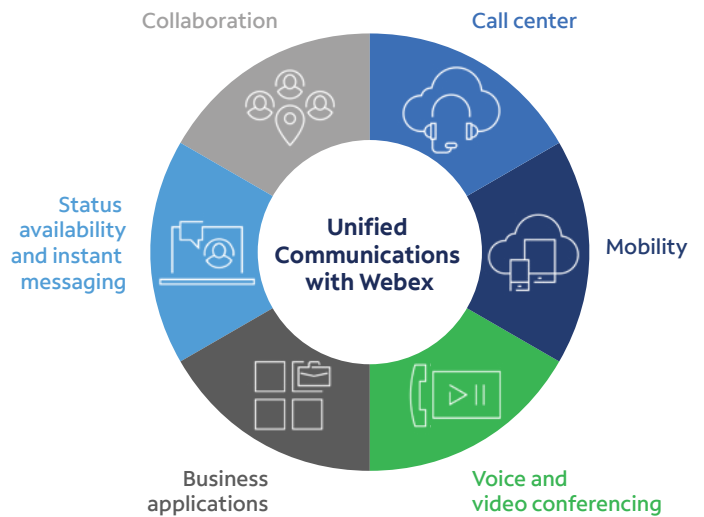 Collaboration
Call center
Status
availability
and instant
messaging
Unified
Communications
with Webex
Mobility
Business
applications
Voice and
video conferencing